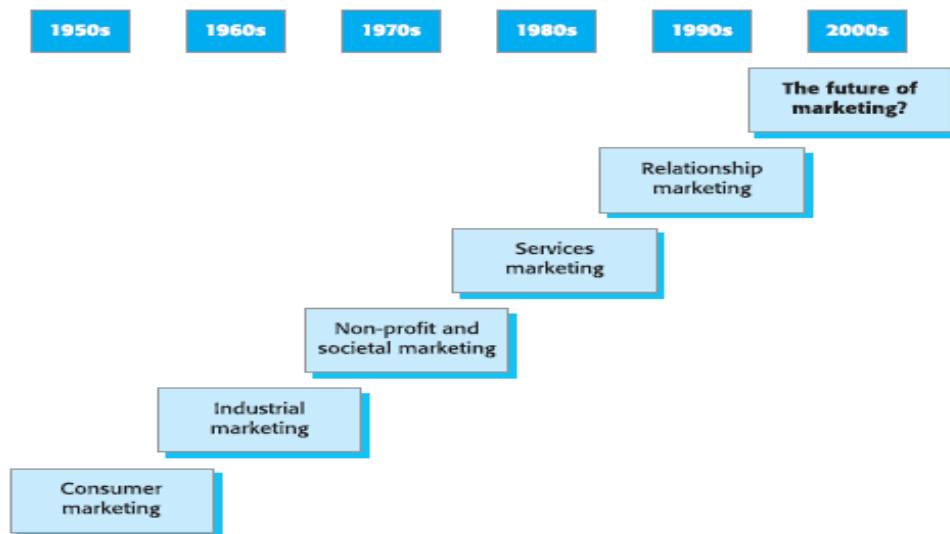 1950s 1960s 1970s 1980s 1990s 2000s
The future of
marketing?
Relationship
marketing
Services
marketing
Non-profit and
societal marketing
Industrial
marketing
Consumer
marketing